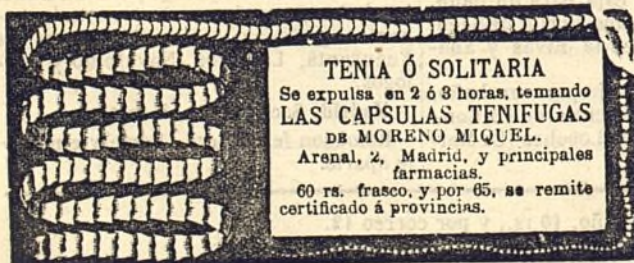 TENIA Ó SOLITARIA
Se expulsa en 2 ó 3 horas, temando
LAS CAPSULAS TENIFUGAS
DE MORENO MIQUEL.
Arenal, 2, Madrid, y principales
farmacias.
60 rs. frasco, y por 65, se remite
certificado á provincias.